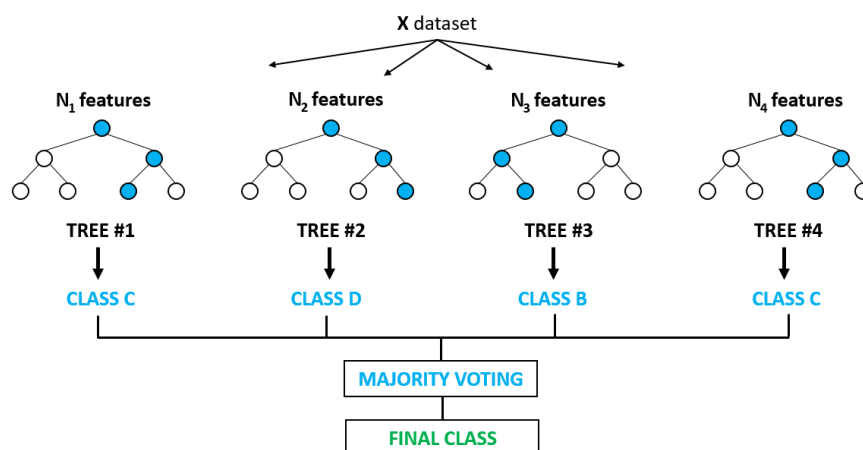 X dataset
N₁ features N₂ features N₃ features N₄ features
TREE #1 TREE #2 TREE #3 TREE #4
CLASS C CLASS D CLASS B CLASS C
MAJORITY VOTING
FINAL CLASS